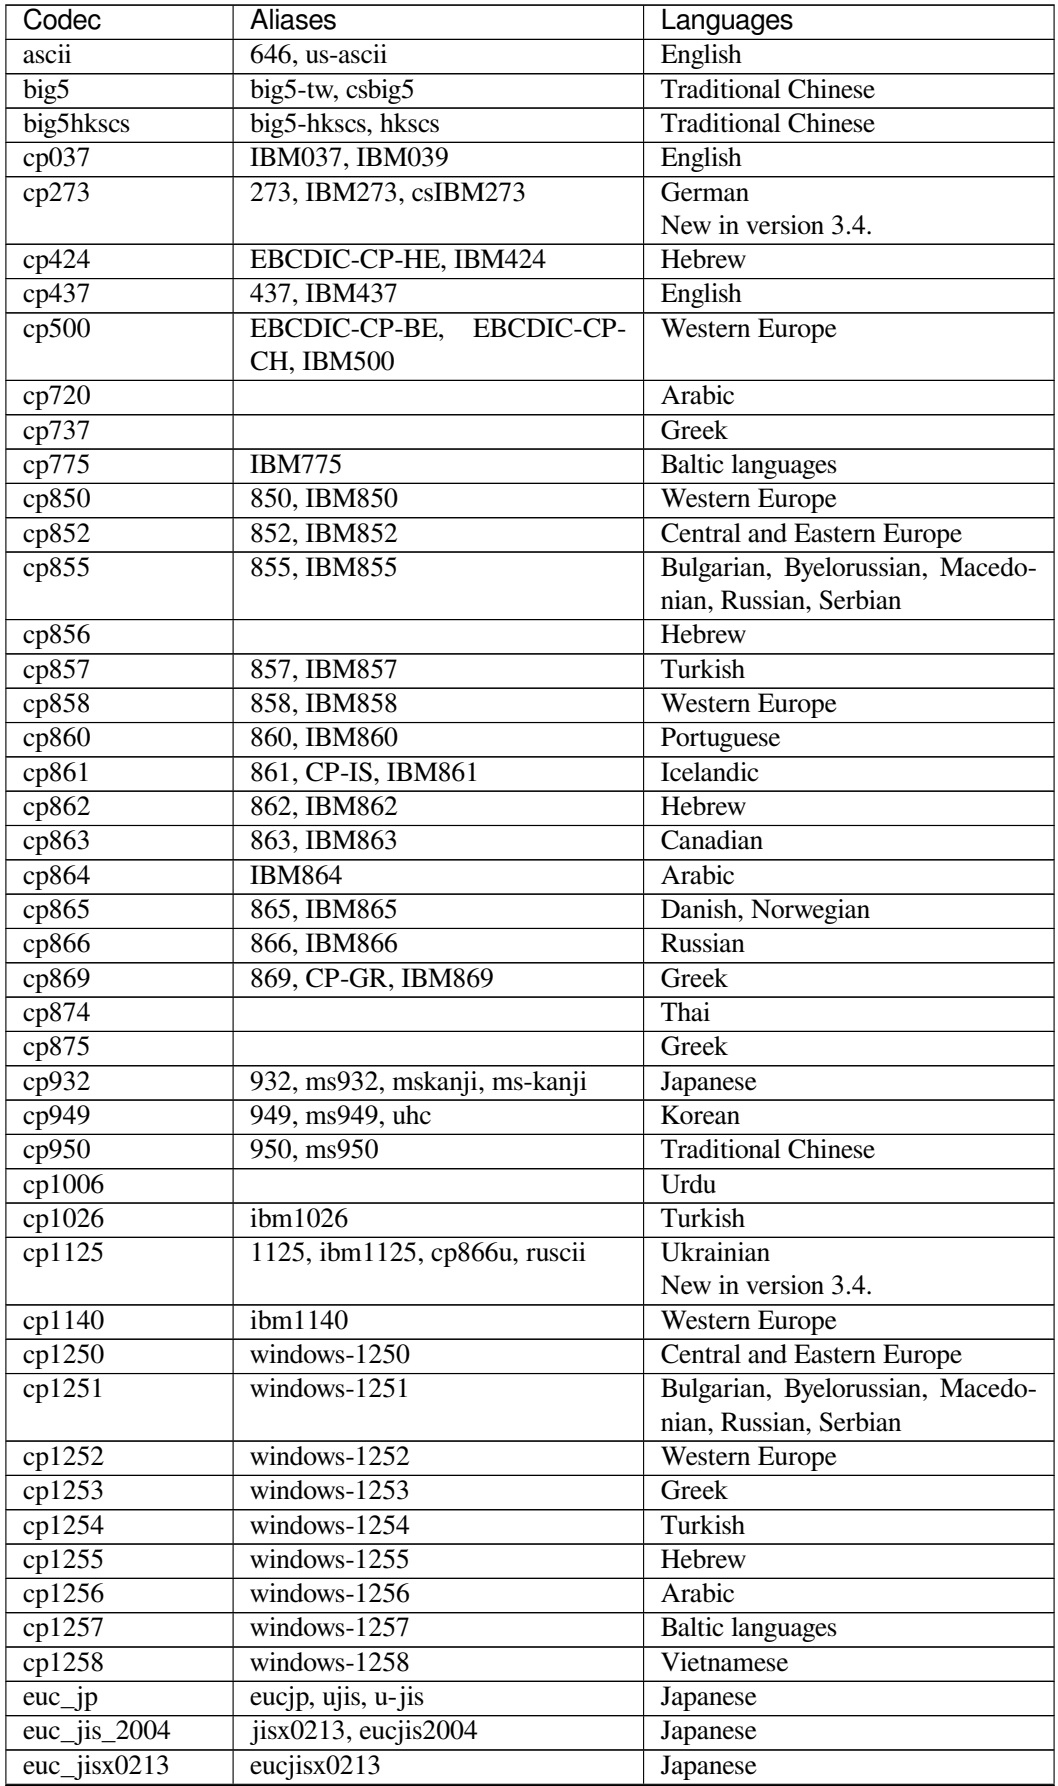 Codec Aliases Languages
ascii 646, us-ascii English
big5 big5-tw, csbig5 Traditional Chinese
big5hkscs big5-hkscs, hkscs Traditional Chinese
cp037 IBM037, IBM039 English
cp273 273, IBM273, csIBM273 German
New in version 3.4.
cp424 EBCDIC-CP-HE, IBM424 Hebrew
cp437 437, IBM437 English
cp500 EBCDIC-CP-BE, EBCDIC-CP- Western Europe
CH, IBM500
cp720 Arabic
cp737 Greek
cp775 IBM775 Baltic languages
cp850 850, IBM850 Western Europe
cp852 852, IBM852 Central and Eastern Europe
cp855 855, IBM855 Bulgarian, Byelorussian, Macedo-
nian, Russian, Serbian
cp856 Hebrew
cp857 857, IBM857 Turkish
cp858 858, IBM858 Western Europe
cp860 860, IBM860 Portuguese
cp861 861, CP-IS, IBM861 Icelandic
cp862 862, IBM862 Hebrew
cp863 863, IBM863 Canadian
cp864 IBM864 Arabic
cp865 865, IBM865 Danish, Norwegian
cp866 866, IBM866 Russian
cp869 869, CP-GR, IBM869 Greek
cp874 Thai
cp875 Greek
cp932 932, ms932, mskanji, ms-kanji Japanese
cp949 949, ms949, uhc Korean
cp950 950, ms950 Traditional Chinese
cp1006 Urdu
cp1026 ibm1026 Turkish
cp1125 1125, ibm1125, cp866u, ruscii Ukrainian
New in version 3.4.
cp1140 ibm1140 Western Europe
cp1250 windows-1250 Central and Eastern Europe
cp1251 windows-1251 Bulgarian, Byelorussian, Macedo-
nian, Russian, Serbian
cp1252 windows-1252 Western Europe
cp1253 windows-1253 Greek
cp1254 windows-1254 Turkish
cp1255 windows-1255 Hebrew
cp1256 windows-1256 Arabic
cp1257 windows-1257 Baltic languages
cp1258 windows-1258 Vietnamese
euc_jp eucjp, ujis, u-jis Japanese
euc_jis_2004 jisx0213, eucjis2004 Japanese
euc_jisx0213 eucjisx0213 Japanese